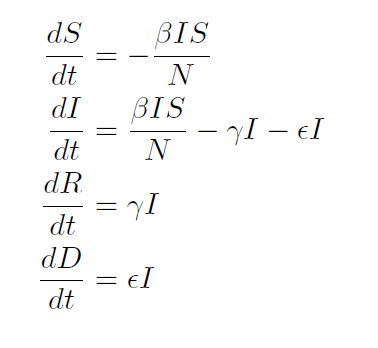 dS/dt = −βIS/N
dI/dt = βIS/N − γI − ϵI
dR/dt = γI
dD/dt = ϵI